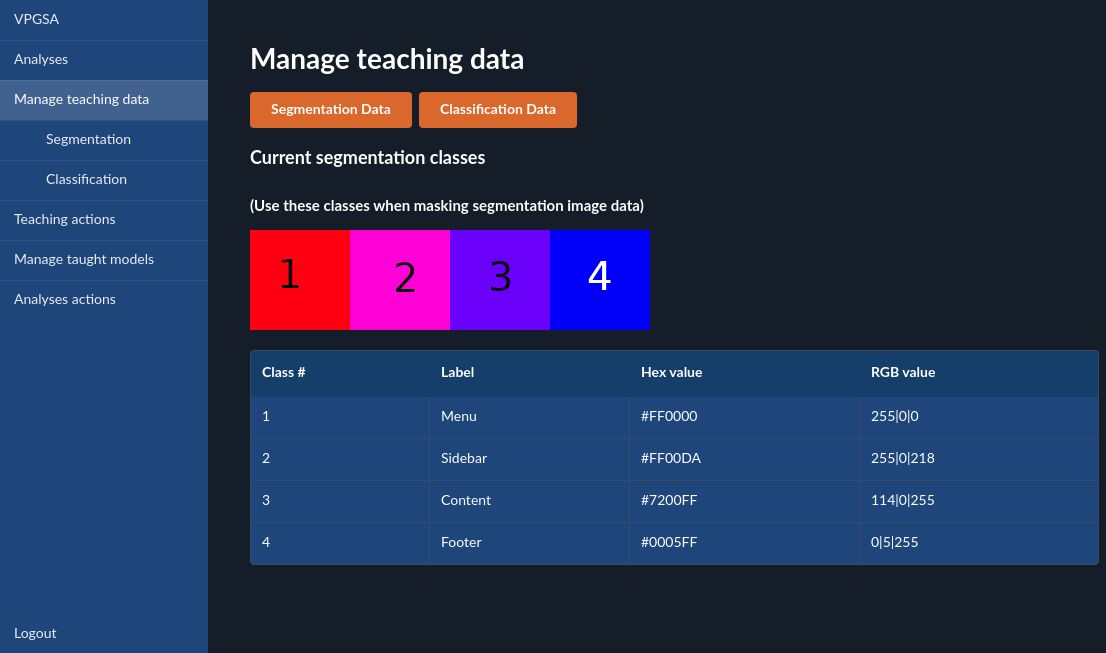 VPGSA
Analyses
Manage teaching data
Segmentation
Classification
Teaching actions
Manage taught models
Analyses actions
Logout
Manage teaching data
Segmentation Data Classification Data
Current segmentation classes
(Use these classes when masking segmentation image data)
1 2 3 4
Class # Label Hex value RGB value
1 Menu #FF0000 255|0|0
2 Sidebar #FF00DA 255|0|218
3 Content #7200FF 114|0|255
4 Footer #0005FF 0|5|255